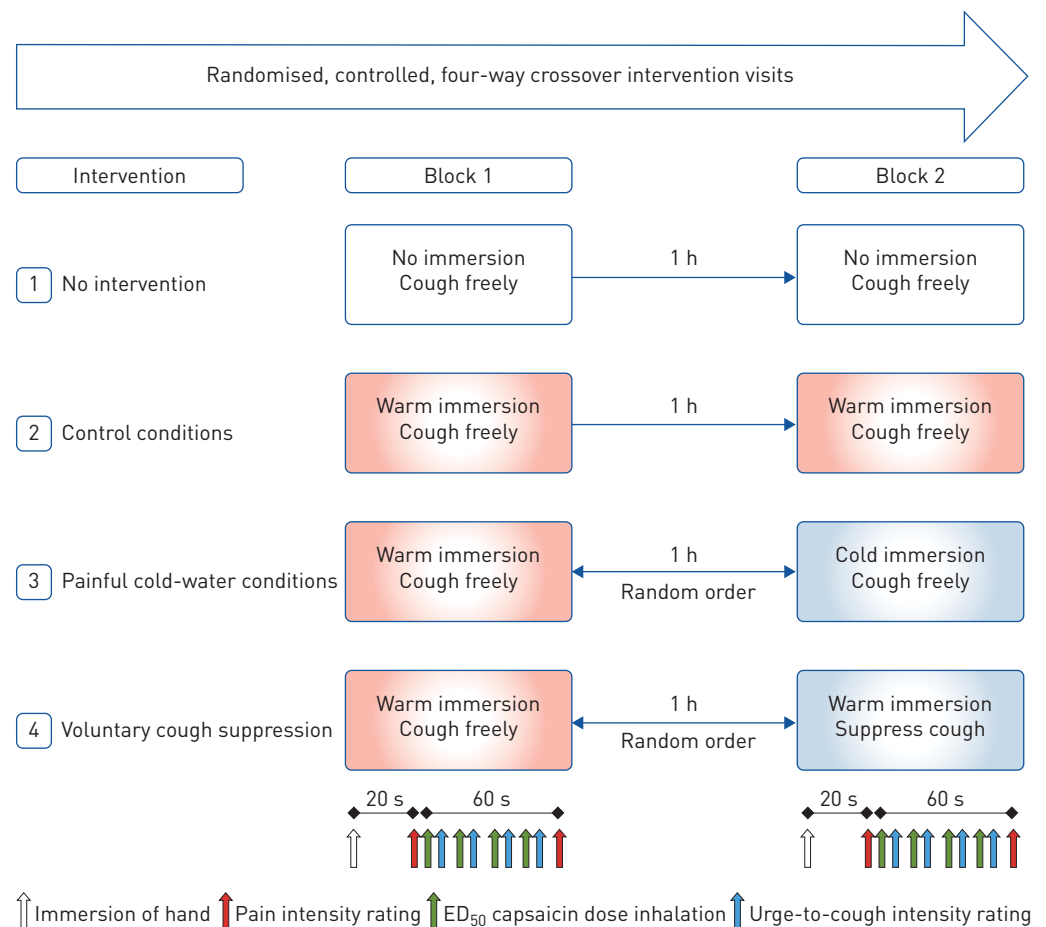 Randomised, controlled, four-way crossover intervention visits
Intervention
Block 1
Block 2
1 No intervention
No immersion
Cough freely
1 h
No immersion
Cough freely
2 Control conditions
Warm immersion
Cough freely
1 h
Warm immersion
Cough freely
3 Painful cold-water conditions
Warm immersion
Cough freely
1 h
Random order
Cold immersion
Cough freely
4 Voluntary cough suppression
Warm immersion
Cough freely
1 h
Random order
Warm immersion
Suppress cough
20 s 60 s
20 s 60 s
Immersion of hand Pain intensity rating ED50 capsaicin dose inhalation Urge-to-cough intensity rating